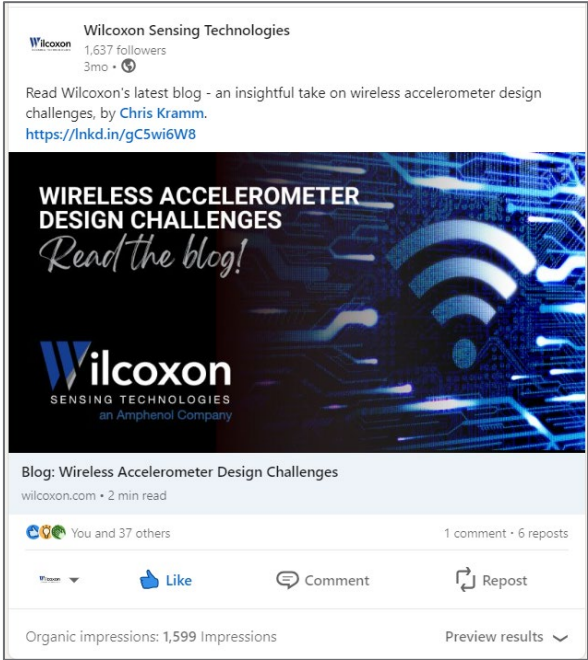 Wilcoxon Sensing Technologies
Wilcoxon
1,637 followers
3mo •
Read Wilcoxon's latest blog - an insightful take on wireless accelerometer design
challenges, by Chris Kramm.
https://lnkd.in/gC5wi6W8
WIRELESS ACCELEROMETER
DESIGN CHALLENGES
Read the blog!
Wilcoxon
SENSING TECHNOLOGIES
an Amphenol Company
Blog: Wireless Accelerometer Design Challenges
wilcoxon.com • 2 min read
You and 37 others 1 comment • 6 reposts
Wilcoxon Like Comment Repost
Organic impressions: 1,599 Impressions Preview results